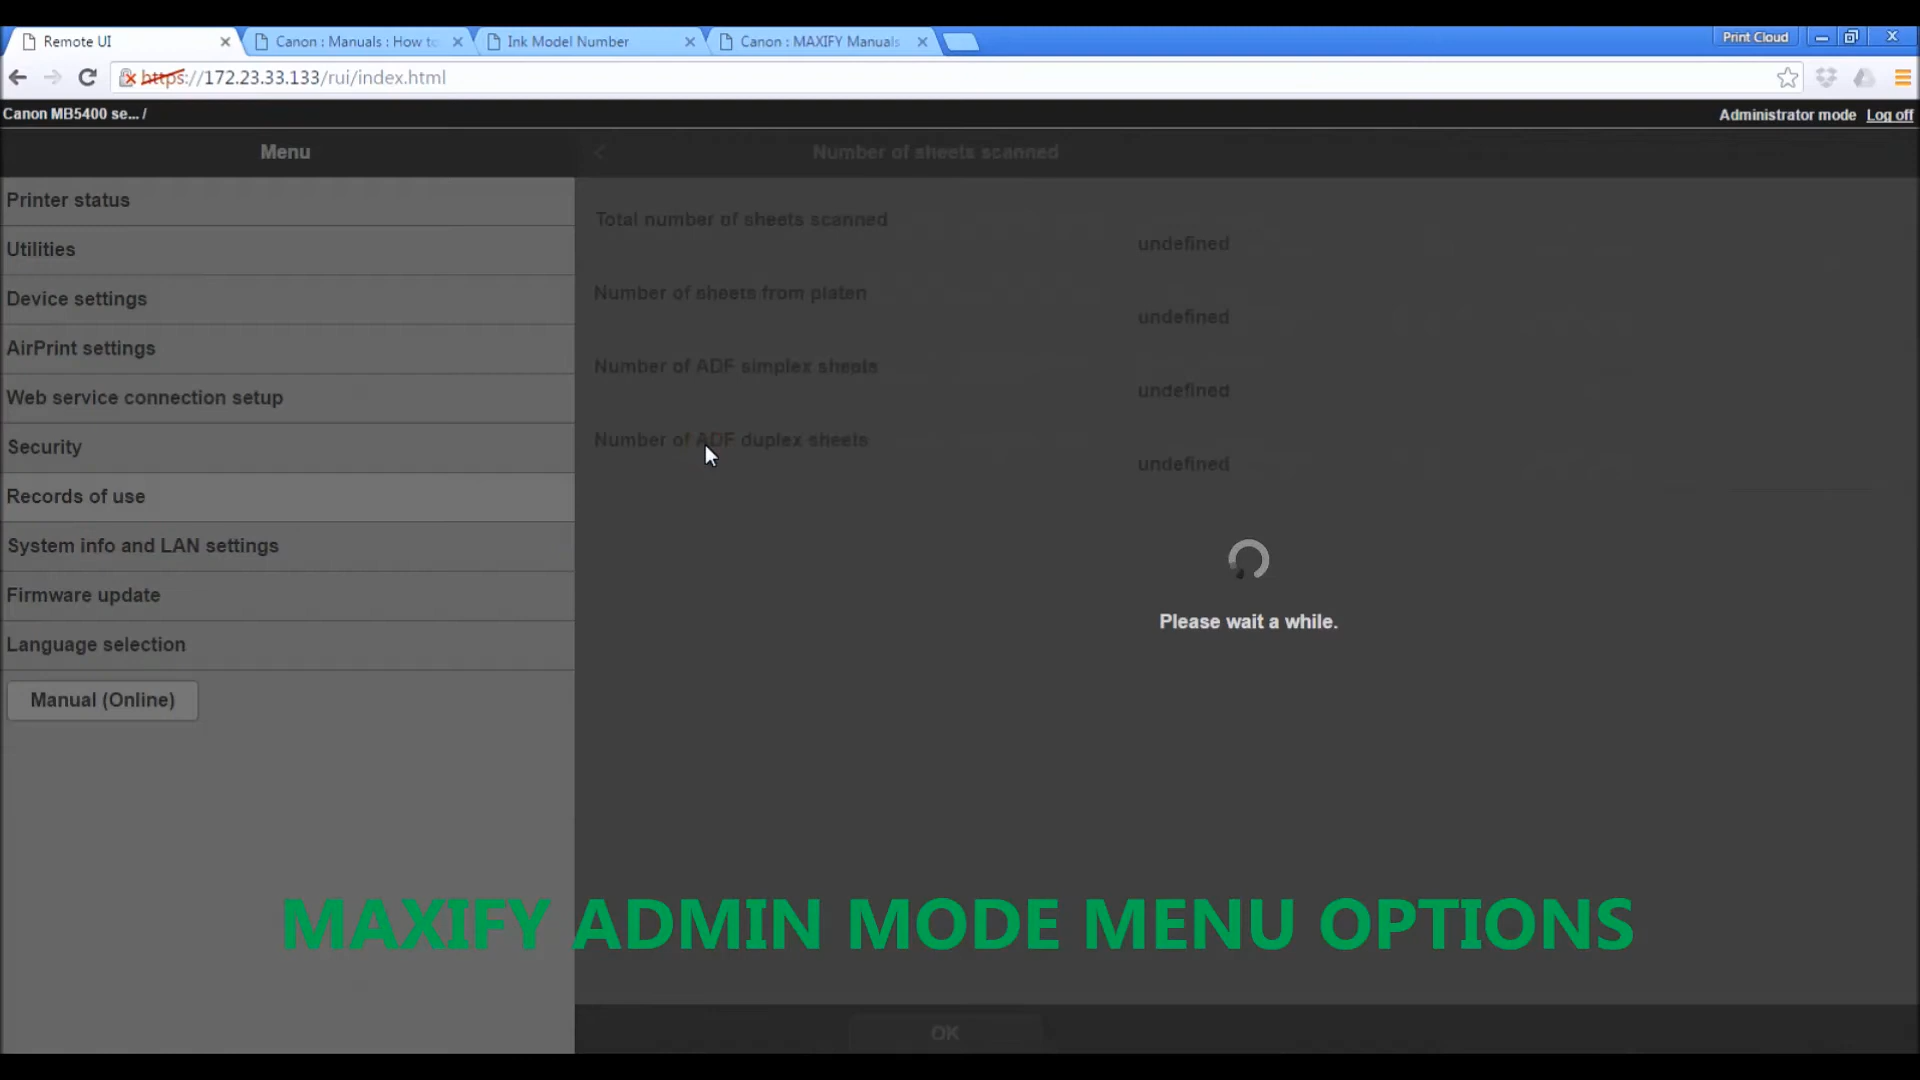 Remote UI
Canon : Manuals : How to
Ink Model Number
Canon : MAXIFY Manuals
Print Cloud
https://172.23.33.133/rui/index.html
Canon MB5400 se... /
Administrator mode Log off
Menu
Number of sheets scanned
Printer status
Utilities
Device settings
AirPrint settings
Web service connection setup
Security
Records of use
System info and LAN settings
Firmware update
Language selection
Manual (Online)
Total number of sheets scanned
undefined
Number of sheets from platen
undefined
Number of ADF simplex sheets
undefined
Number of ADF duplex sheets
undefined
Please wait a while.
MAXIFY ADMIN MODE MENU OPTIONS
OK